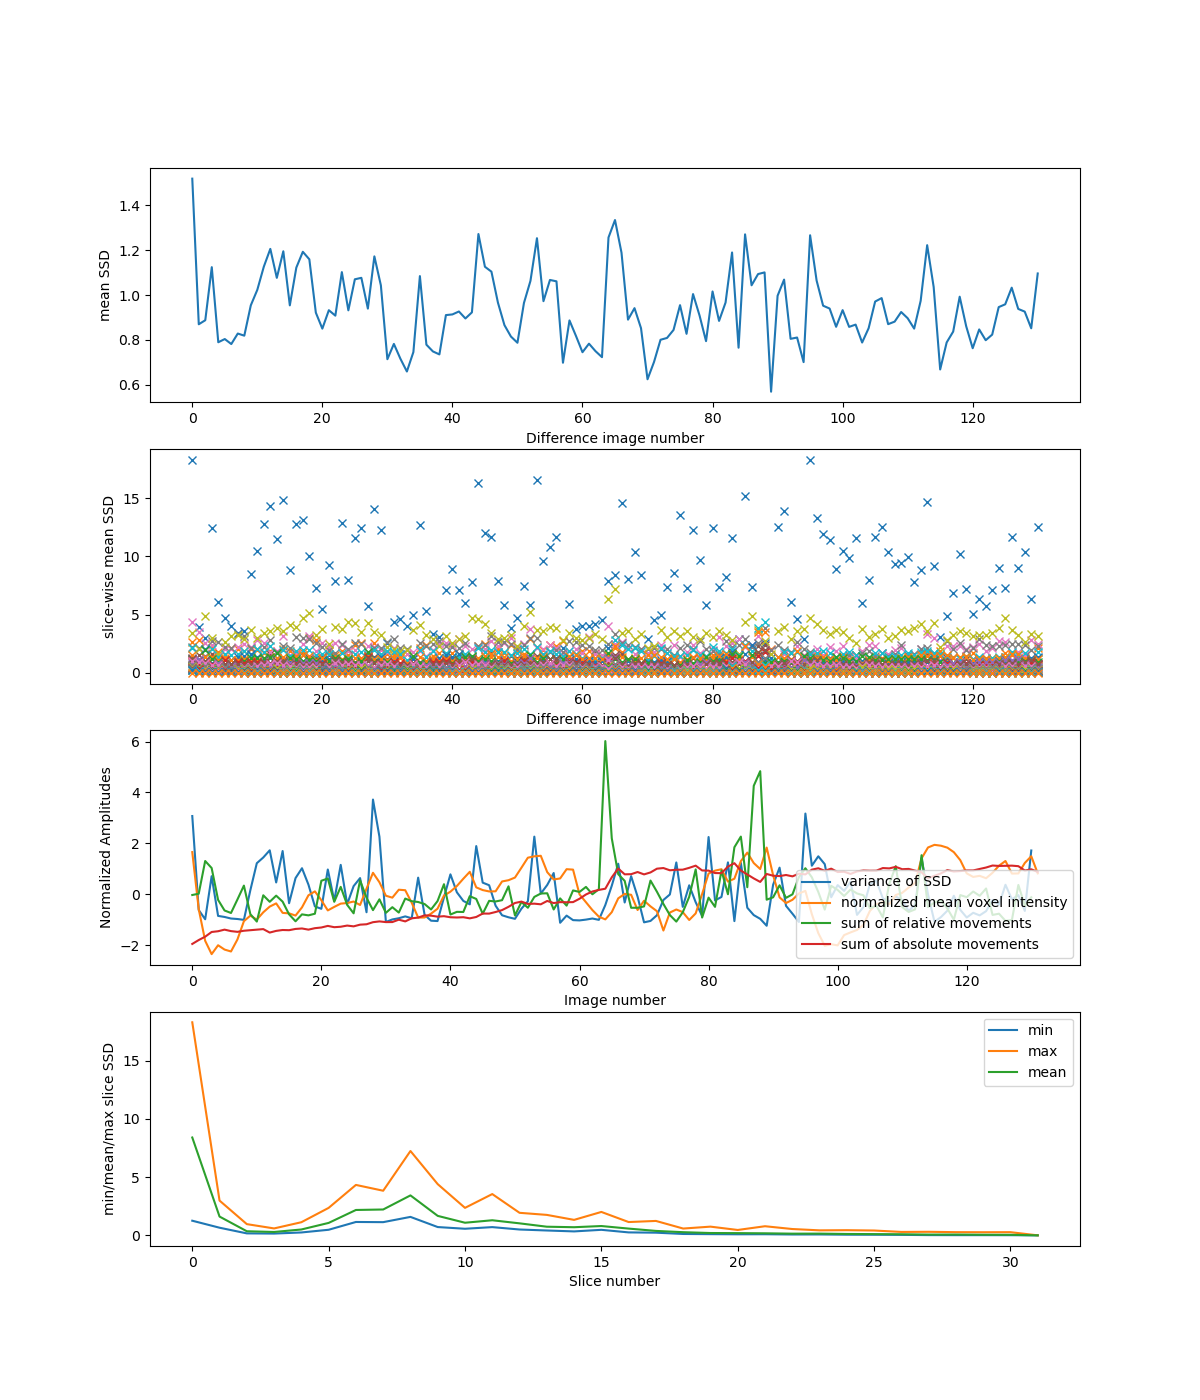 mean SSD
1.4
1.2
1.0
0.8
0.6
0 20 40 60 80 100 120
Difference image number
slice-wise mean SSD
15
10
5
0
0 20 40 60 80 100 120
Difference image number
Normalized Amplitudes
6
4
2
0
−2
variance of SSD
normalized mean voxel intensity
sum of relative movements
sum of absolute movements
0 20 40 60 80 100 120
Image number
min/mean/max slice SSD
15
10
5
0
min
max
mean
0 5 10 15 20 25 30
Slice number